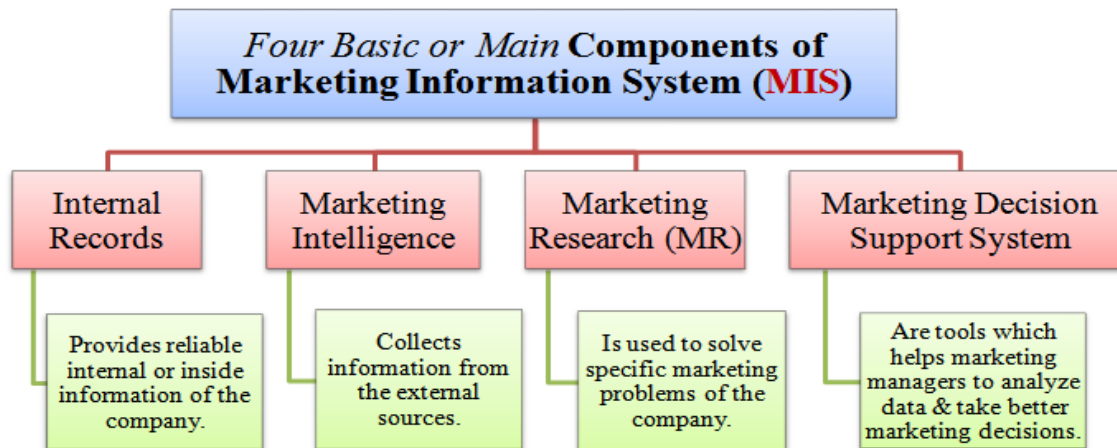 Four Basic or Main Components of
Marketing Information System (MIS)
Internal
Records
Marketing
Intelligence
Marketing
Research (MR)
Marketing Decision
Support System
Provides reliable
internal or inside
information of the
company.
Collects
information from
the external
sources.
Is used to solve
specific marketing
problems of the
company.
Are tools which
helps marketing
managers to analyze
data & take better
marketing decisions.